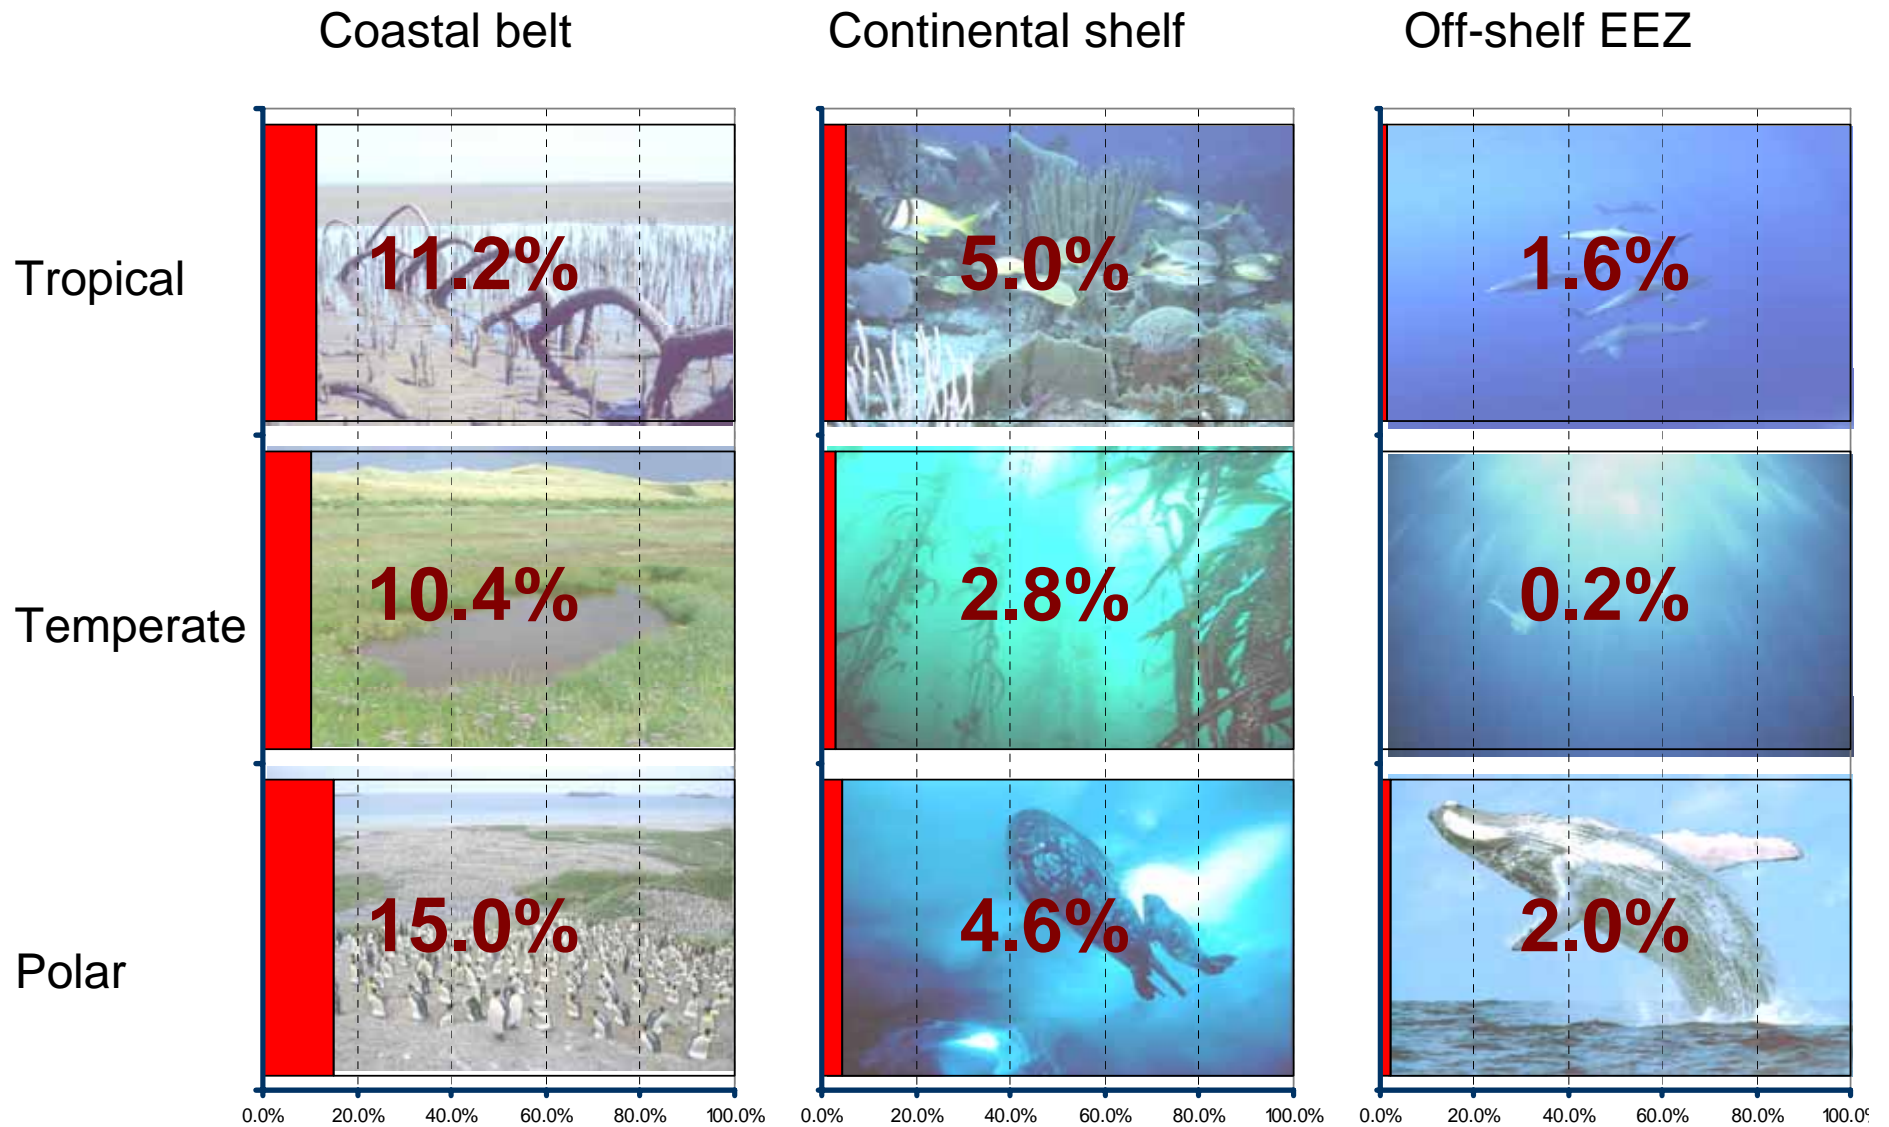 Coastal belt Continental shelf Off-shelf EEZ
Tropical 11.2% 5.0% 1.6%
Temperate 10.4% 2.8% 0.2%
Polar 15.0% 4.6% 2.0%
0.0% 20.0% 40.0% 60.0% 80.0% 100.0% 0.0% 20.0% 40.0% 60.0% 80.0% 100.0% 0.0% 20.0% 40.0% 60.0% 80.0% 100.0%